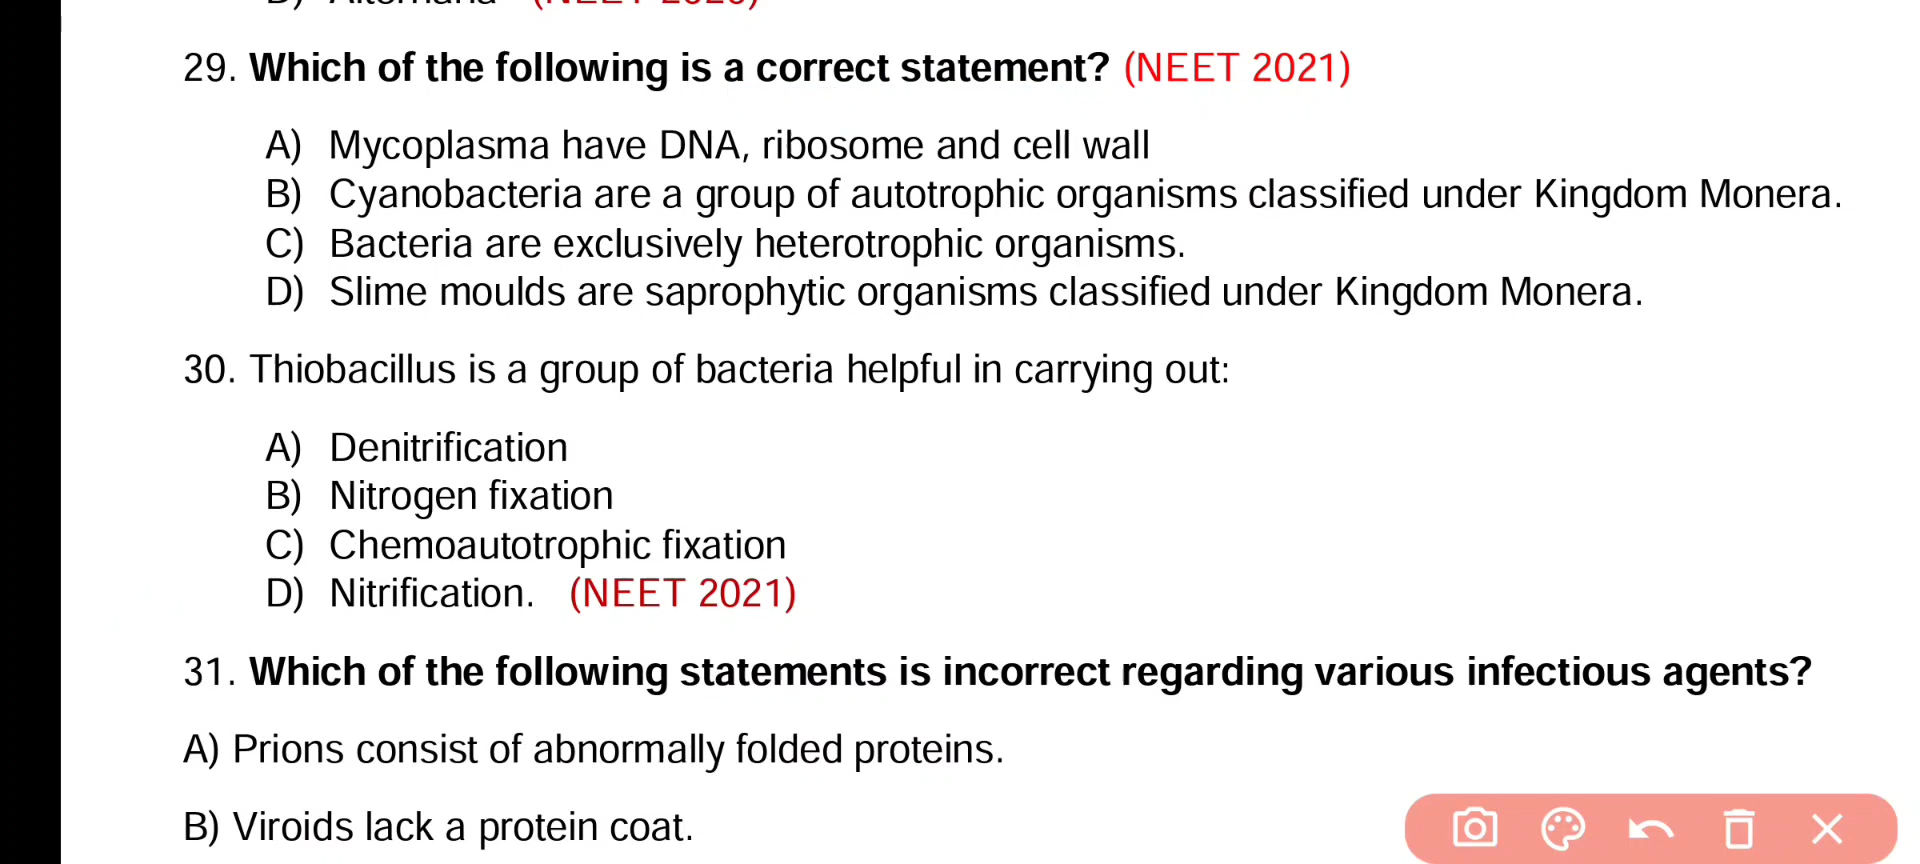 29. Which of the following is a correct statement? (NEET 2021)
A) Mycoplasma have DNA, ribosome and cell wall
B) Cyanobacteria are a group of autotrophic organisms classified under Kingdom Monera.
C) Bacteria are exclusively heterotrophic organisms.
D) Slime moulds are saprophytic organisms classified under Kingdom Monera.
30. Thiobacillus is a group of bacteria helpful in carrying out:
A) Denitrification
B) Nitrogen fixation
C) Chemoautotrophic fixation
D) Nitrification. (NEET 2021)
31. Which of the following statements is incorrect regarding various infectious agents?
A) Prions consist of abnormally folded proteins.
B) Viroids lack a protein coat.